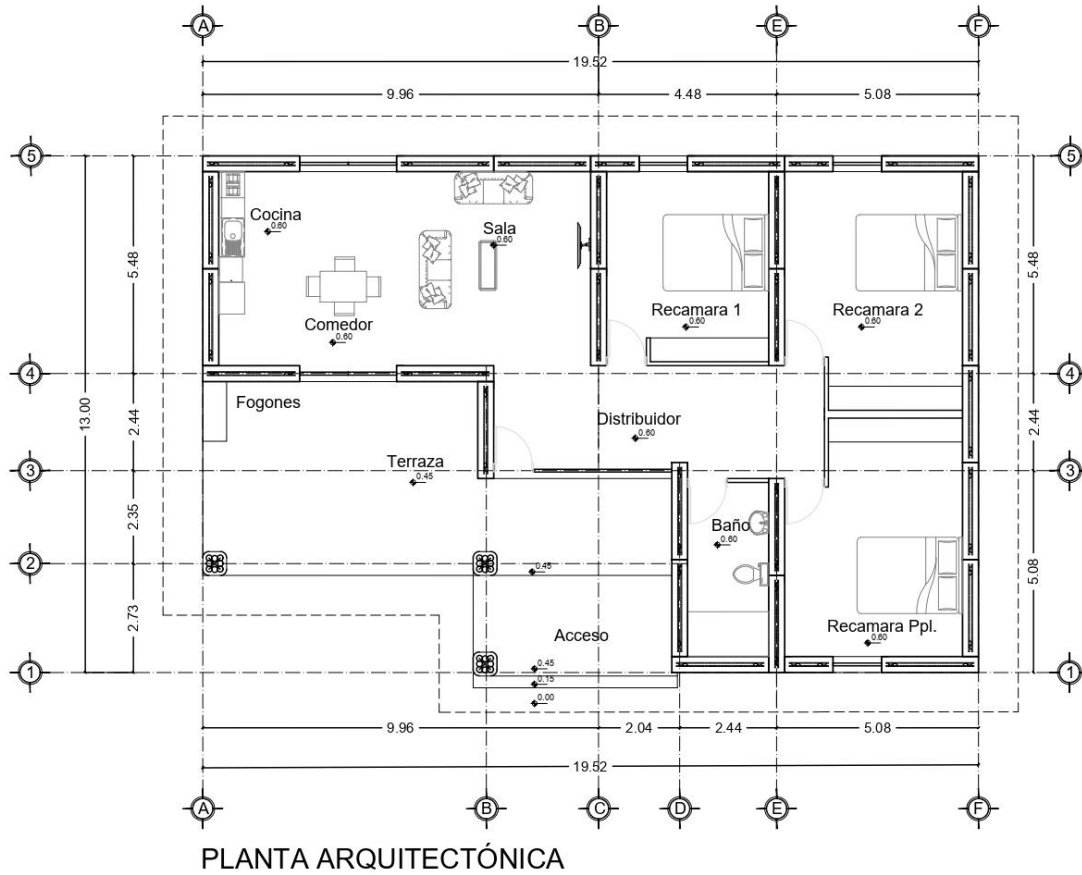 A B E F
19.52
9.96 4.48 5.08
5 5
Cocina
0.60
Sala
0.60
5.48 5.48
Recamara 1
0.60
Recamara 2
0.60
Comedor
0.60
4 4
Fogones
13.00
2.44 2.44
Distribuidor
0.60
Terraza
0.45
3 3
2.35
Baño
0.60
2
0.45
5.08
2.73
Recamara Ppl.
0.60
Acceso
0.45
1 1
0.15
0.00
9.96 2.04 2.44 5.08
19.52
A B C D E F
PLANTA ARQUITECTÓNICA